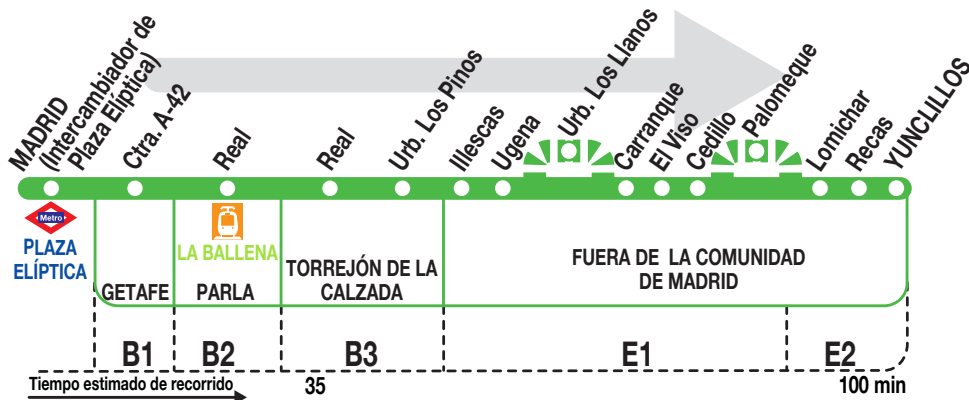 MADRID
(Intercambiador de
Plaza Elíptica)
Ctra. A-42
Real
Real
Urb. Los Pinos
Illescas
Ugena
Urb. Los Llanos
Carranque
El Viso
Cedillo
Palomeque
Lomichar
Recas
YUNCLILLOS
Metro
PLAZA
ELÍPTICA
LA BALLENA
GETAFE
PARLA
TORREJÓN DE LA
CALZADA
FUERA DE LA COMUNIDAD
DE MADRID
B1
B2
B3
E1
E2
Tiempo estimado de recorrido
35
100 min